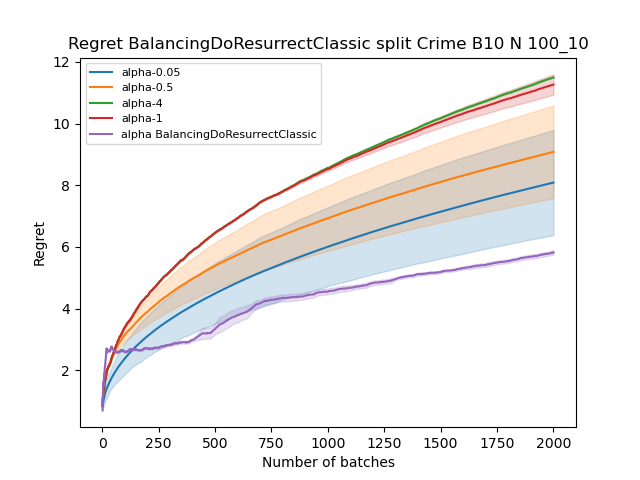 Regret BalancingDoResurrectClassic split Crime B10 N 100_10
alpha-0.05
alpha-0.5
alpha-4
alpha-1
alpha BalancingDoResurrectClassic
Regret
12
10
8
6
4
2
0
250
500
750
1000
1250
1500
1750
2000
Number of batches